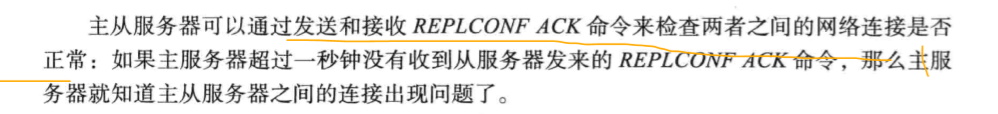 主从服务器可以通过发送和接收 REPLCONF ACK 命令来检查两者之间的网络连接是否
正常：如果主服务器超过一秒钟没有收到从服务器发来的 REPLCONF ACK 命令，那么主服
务器就知道主从服务器之间的连接出现问题了。